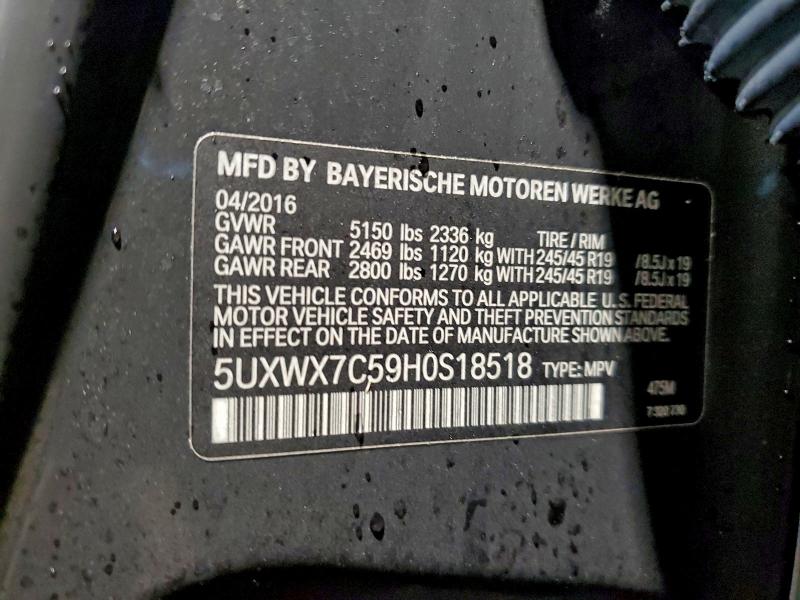 MFD BY BAYERISCHE MOTOREN WERKE AG
04/2016
GVWR 5150 lbs 2336 kg TIRE / RIM
GAWR FRONT 2469 lbs 1120 kg WITH 245/45 R19 /8.5J x 19
GAWR REAR 2800 lbs 1270 kg WITH 245/45 R19 /8.5J x 19
THIS VEHICLE CONFORMS TO ALL APPLICABLE U.S. FEDERAL
MOTOR VEHICLE SAFETY AND THEFT PREVENTION STANDARDS
IN EFFECT ON THE DATE OF MANUFACTURE SHOWN ABOVE.
5UXWX7C59H0S18518 TYPE: MPV
475M